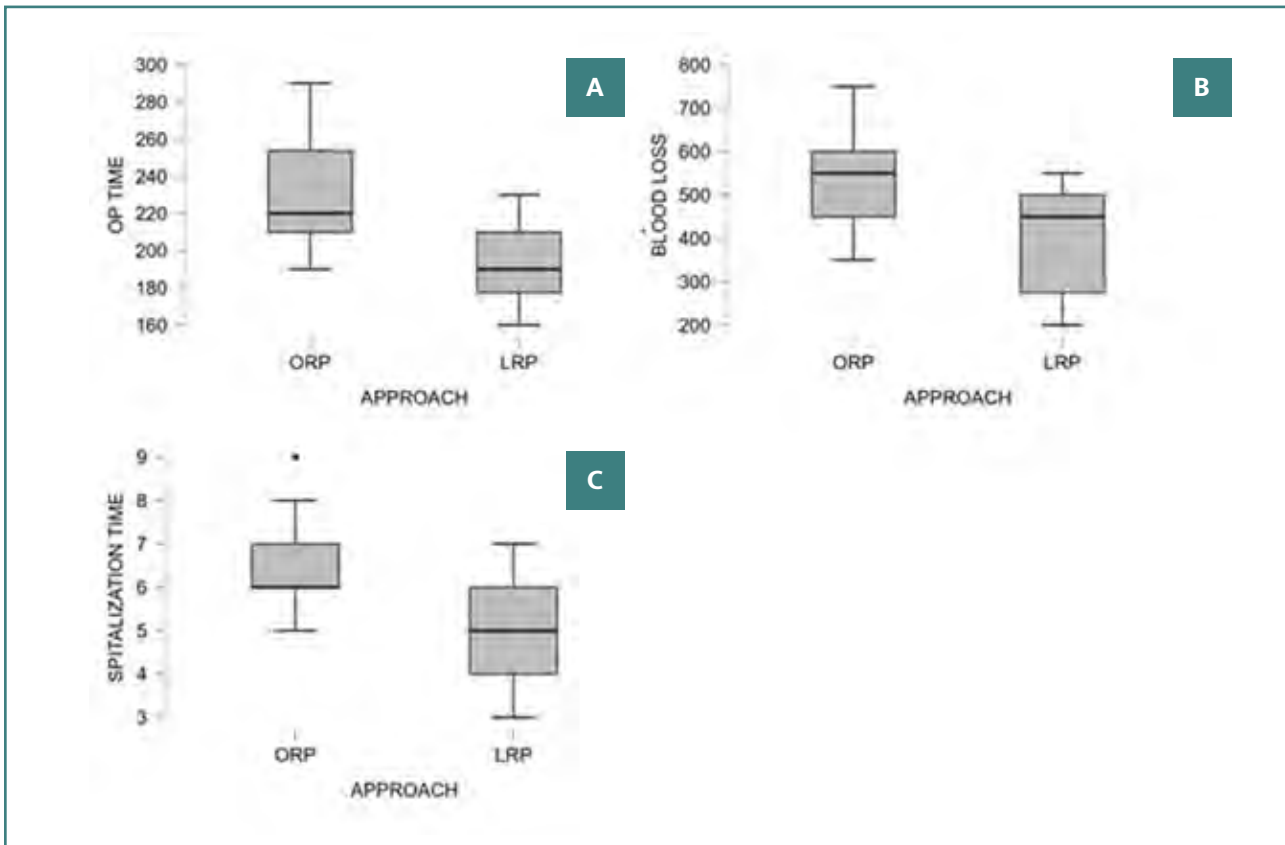 A
300
280
260
240
220
200
180
160
OP TIME
ORP LRP
APPROACH
B
800
700
600
500
400
300
200
BLOOD LOSS
ORP LRP
APPROACH
C
9
8
7
6
5
4
3
SPITALIZATION TIME
ORP LRP
APPROACH